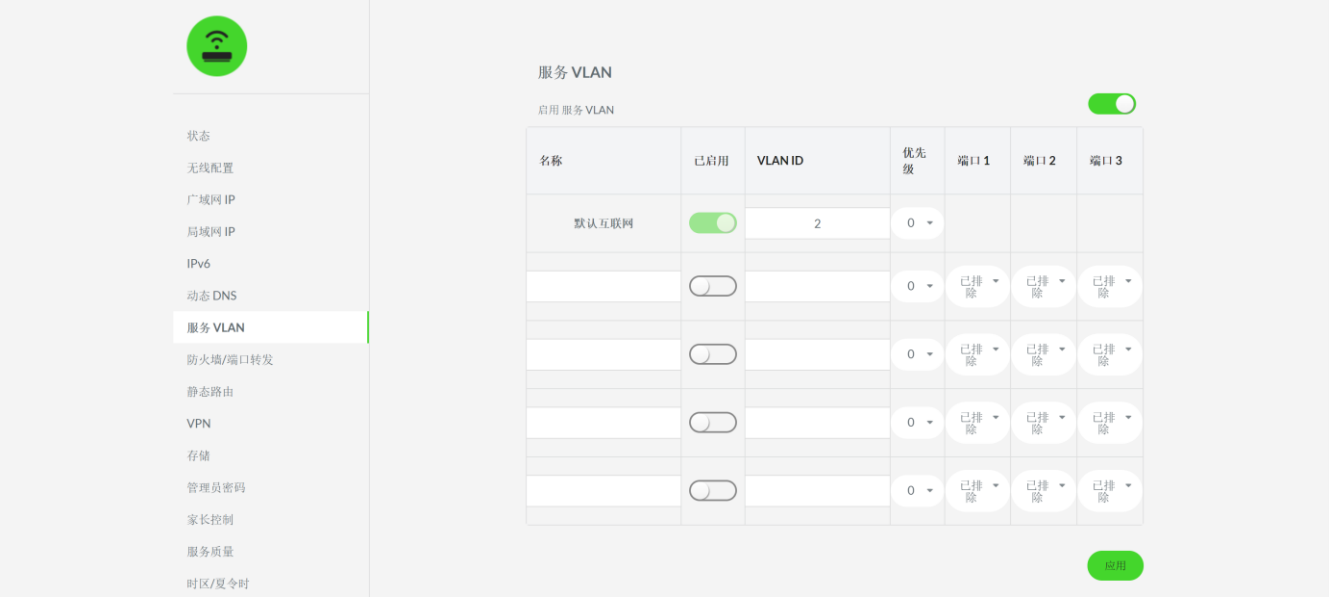 服务 VLAN
启用 服务 VLAN
状态
无线配置
广域网 IP
局域网 IP
IPv6
动态 DNS
服务 VLAN
防火墙/端口转发
静态路由
VPN
存储
管理员密码
家长控制
服务质量
时区/夏令时
名称 已启用 VLAN ID 优先级 端口 1 端口 2 端口 3
默认互联网 2 0
0 已排除 已排除 已排除
0 已排除 已排除 已排除
0 已排除 已排除 已排除
0 已排除 已排除 已排除
应用